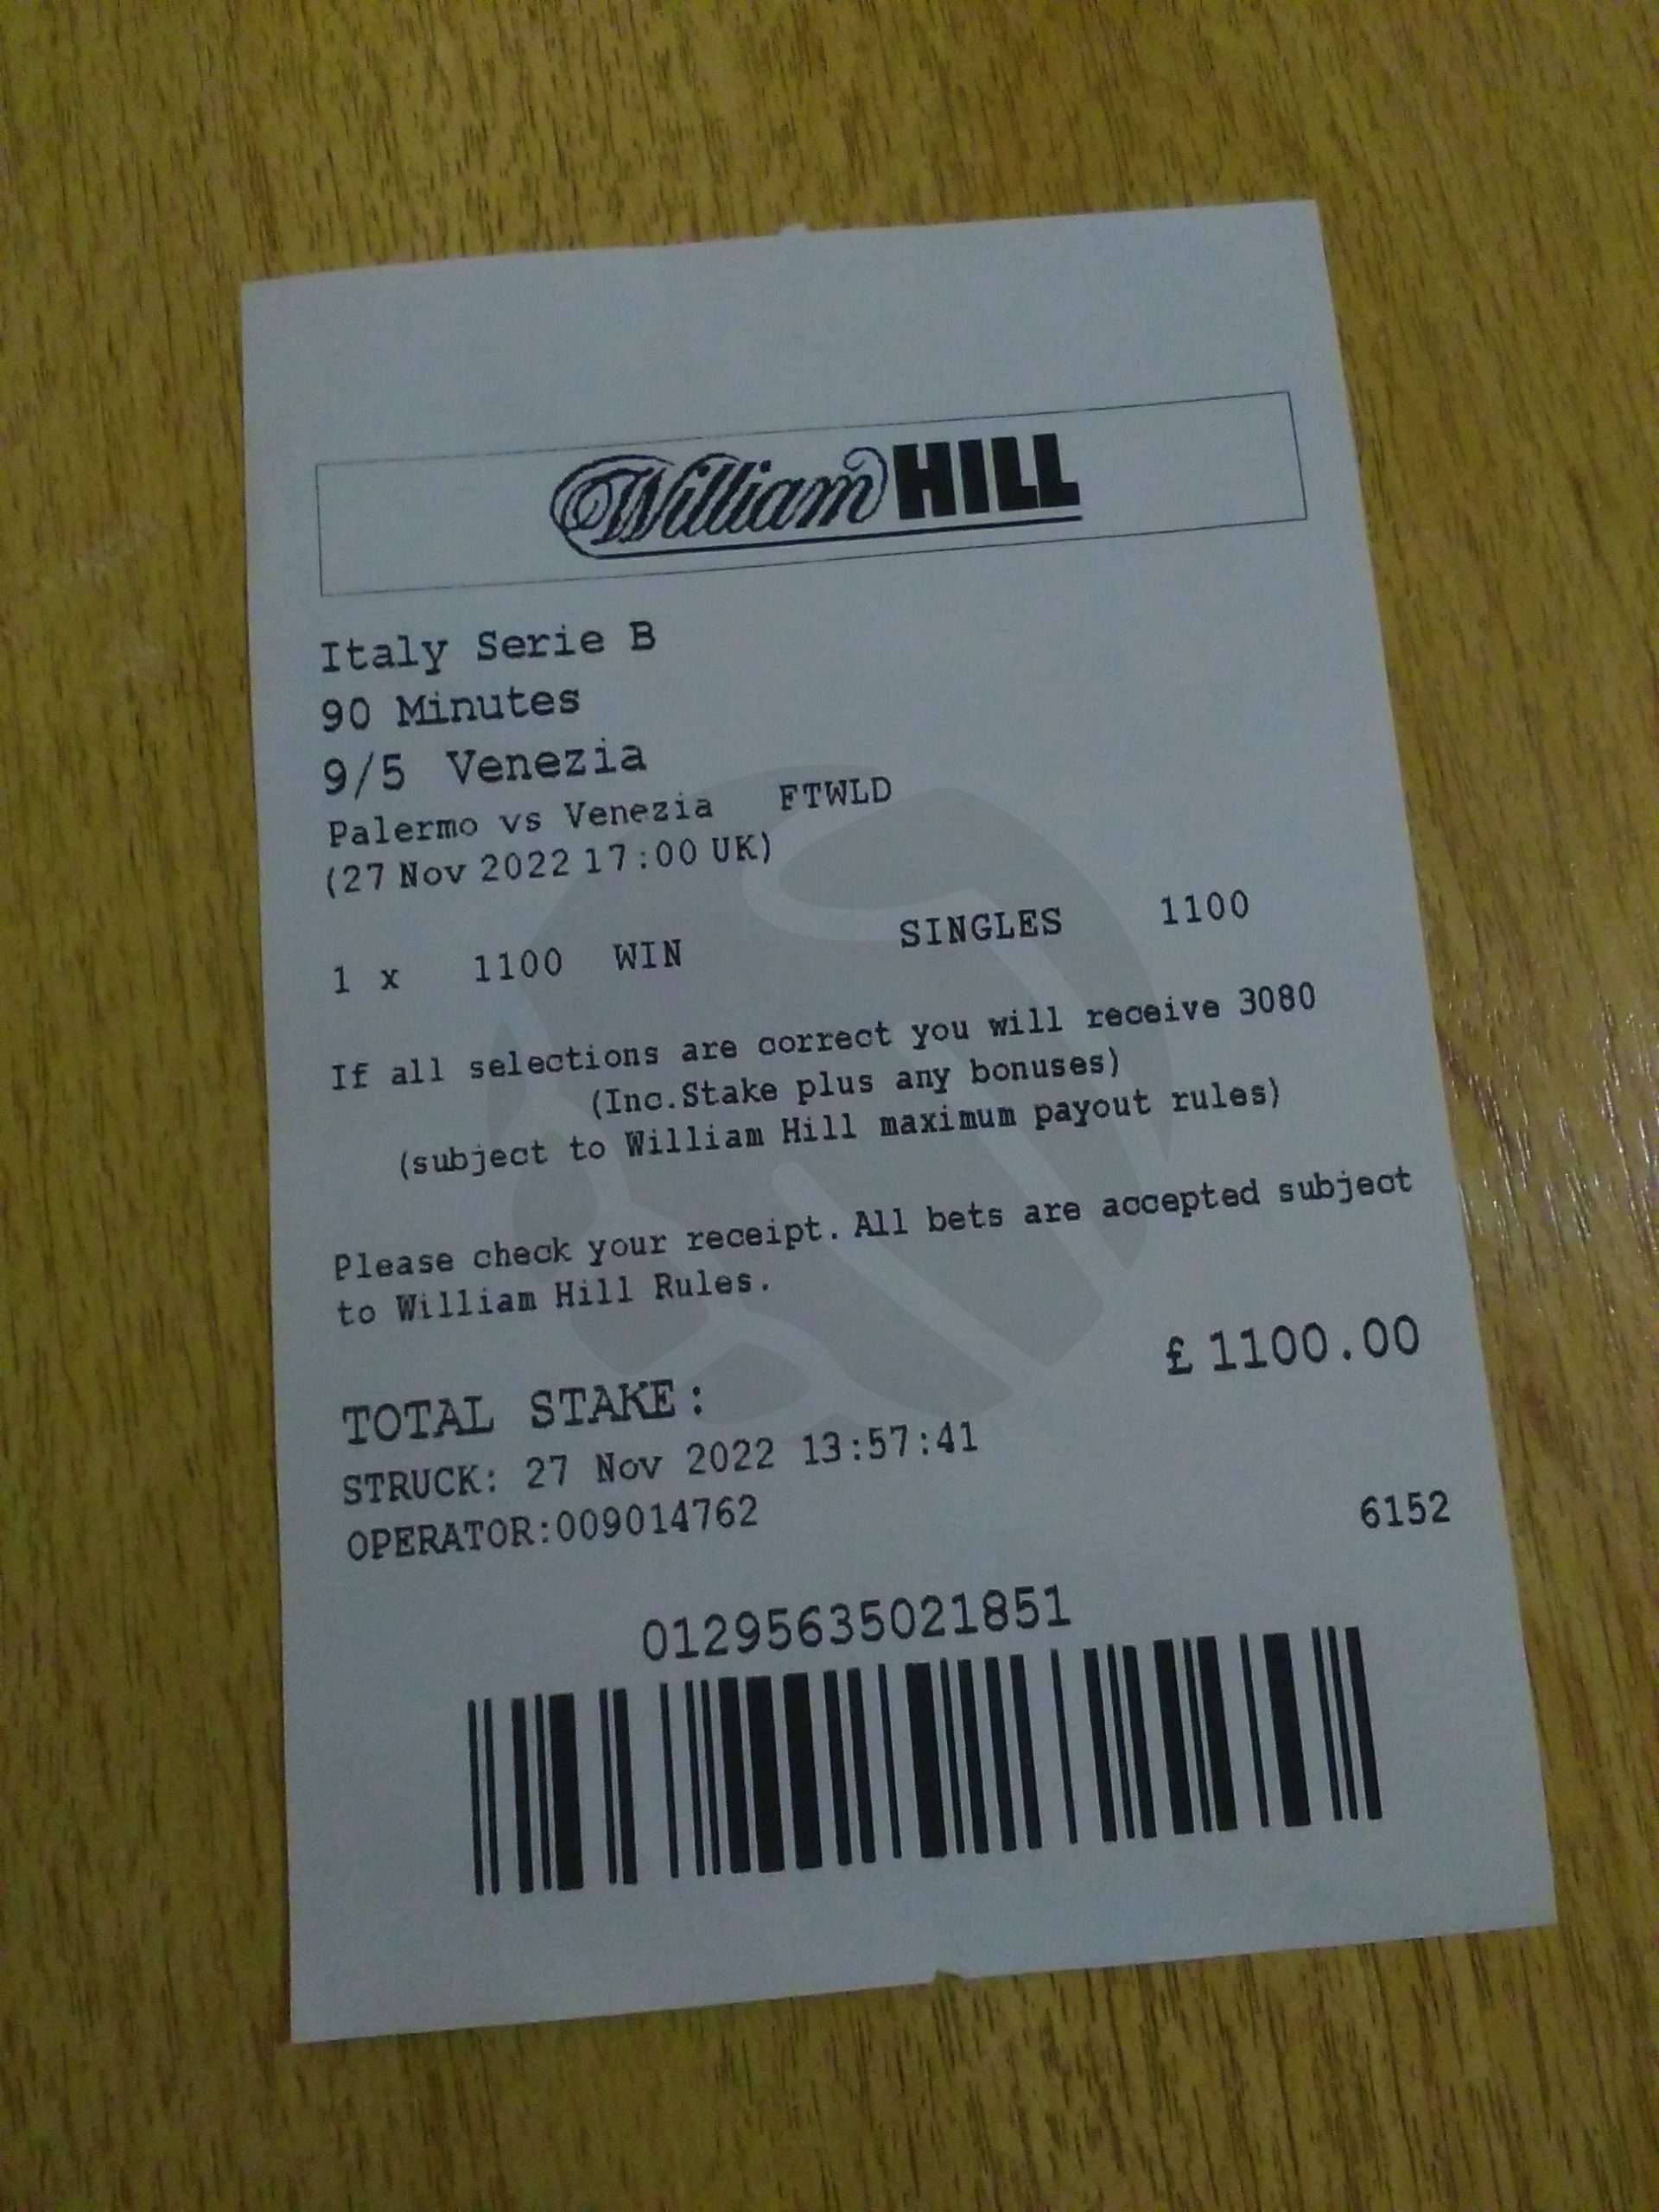 William HILL
Italy Serie B
90 Minutes
9/5 Venezia
Palermo vs Venezia FTWLD
(27 Nov 2022 17:00 UK)
1 x 1100 WIN SINGLES 1100
If all selections are correct you will receive 3080
(Inc.Stake plus any bonuses)
(subject to William Hill maximum payout rules)
Please check your receipt. All bets are accepted subject
to William Hill Rules.
TOTAL STAKE: £ 1100.00
STRUCK: 27 Nov 2022 13:57:41
OPERATOR:009014762 6152
01295635021851